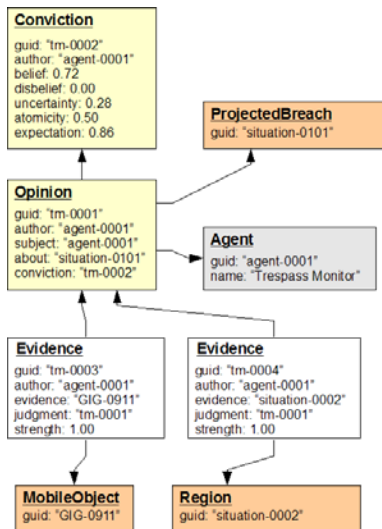 Conviction
guid: "tm-0002"
author: "agent-0001"
belief: 0.72
disbelief: 0.00
uncertainty: 0.28
atomicity: 0.50
expectation: 0.86
ProjectedBreach
guid: "situation-0101"
Opinion
guid: "tm-0001"
author: "agent-0001"
subject: "agent-0001"
about: "situation-0101"
conviction: "tm-0002"
Agent
guid: "agent-0001"
name: "Trespass Monitor"
Evidence
guid: "tm-0003"
author: "agent-0001"
evidence: "GIG-0911"
judgment: "tm-0001"
strength: 1.00
Evidence
guid: "tm-0004"
author: "agent-0001"
evidence: "situation-0002"
judgment: "tm-0001"
strength: 1.00
MobileObject
guid: "GIG-0911"
Region
guid: "situation-0002"